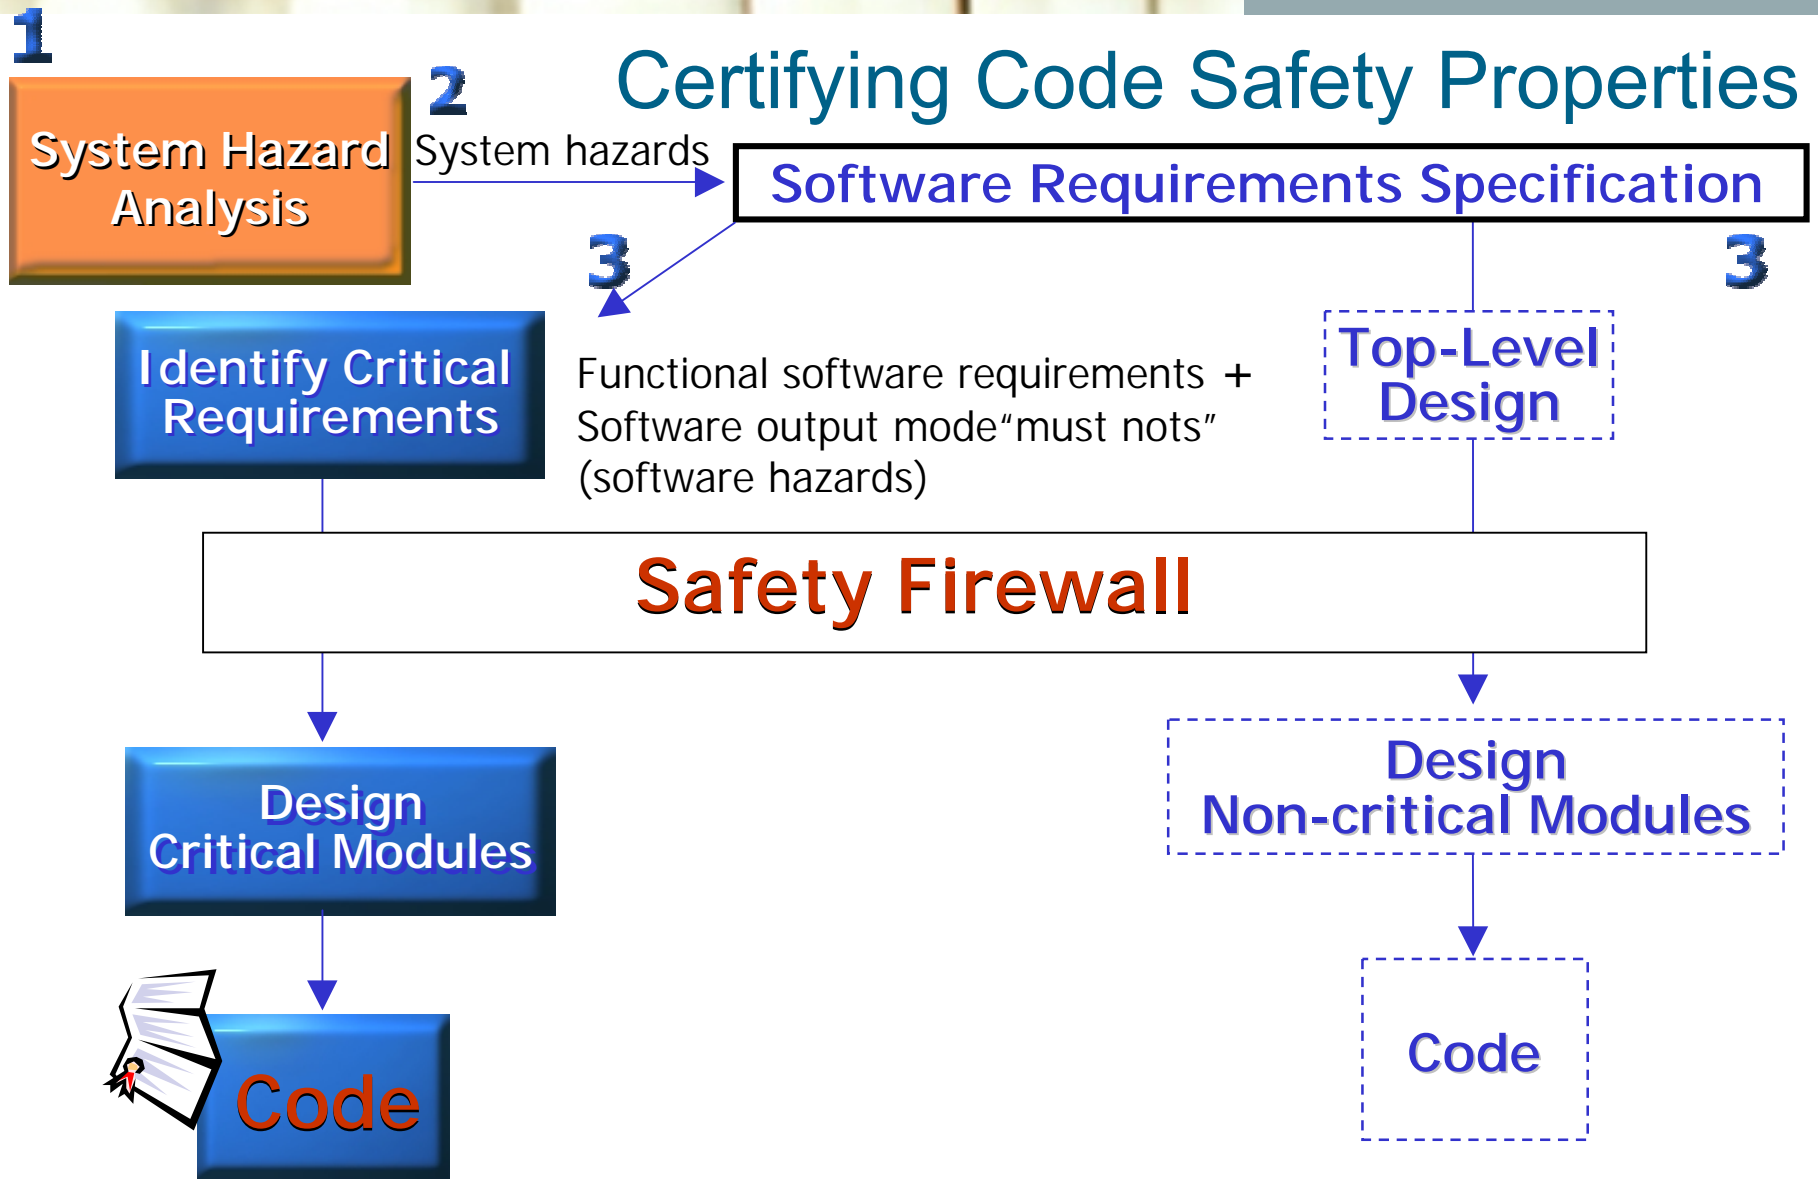 1
Certifying Code Safety Properties
2
System Hazard
Analysis
System hazards
Software Requirements Specification
3
3
Identify Critical
Requirements
Functional software requirements +
Software output mode“must nots”
(software hazards)
Top-Level
Design
Safety Firewall
Design
Critical Modules
Design
Non-critical Modules
Code
Code